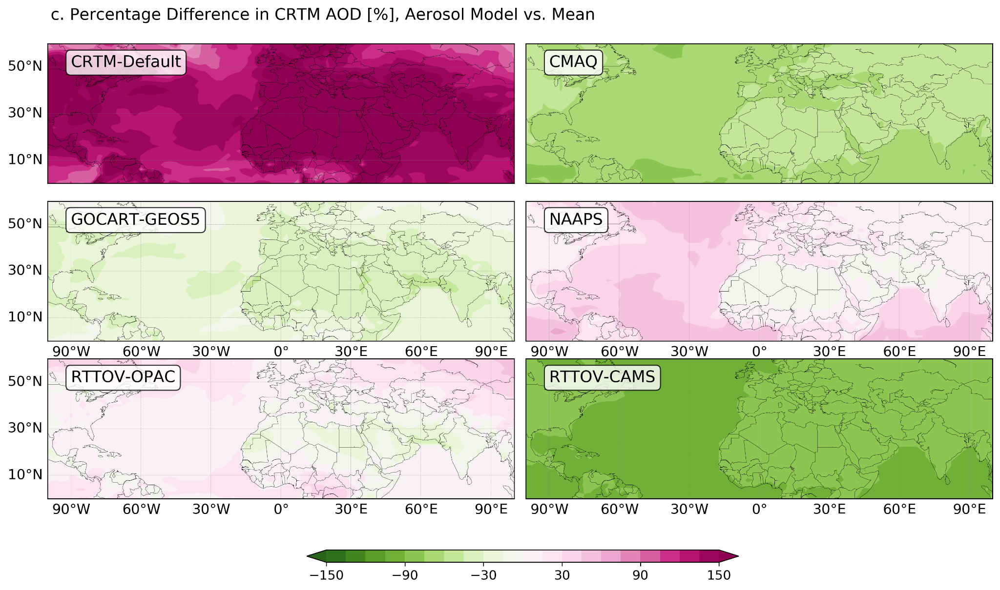 c. Percentage Difference in CRTM AOD [%], Aerosol Model vs. Mean
CRTM-Default
CMAQ
50°N
30°N
10°N
GOCART-GEOS5
NAAPS
50°N
30°N
10°N
90°W 60°W 30°W 0° 30°E 60°E 90°E 90°W 60°W 30°W 0° 30°E 60°E 90°E
RTTOV-OPAC
RTTOV-CAMS
50°N
30°N
10°N
90°W 60°W 30°W 0° 30°E 60°E 90°E 90°W 60°W 30°W 0° 30°E 60°E 90°E
−150 −90 −30 30 90 150